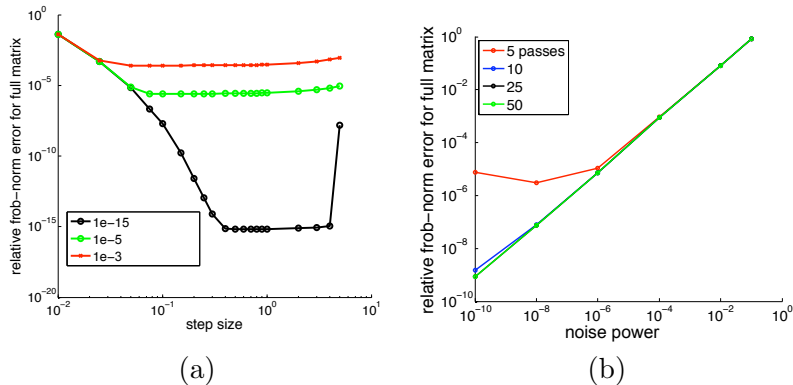 relative frob-norm error for full matrix
10^0
10^-5
10^-10
10^-15
10^-20
1e-15
1e-5
1e-3
10^-2
10^-1
10^0
10^1
step size
(a)
relative frob-norm error for full matrix
10^0
10^-2
10^-4
10^-6
10^-8
10^-10
5 passes
10
25
50
10^-10
10^-8
10^-6
10^-4
10^-2
10^0
noise power
(b)